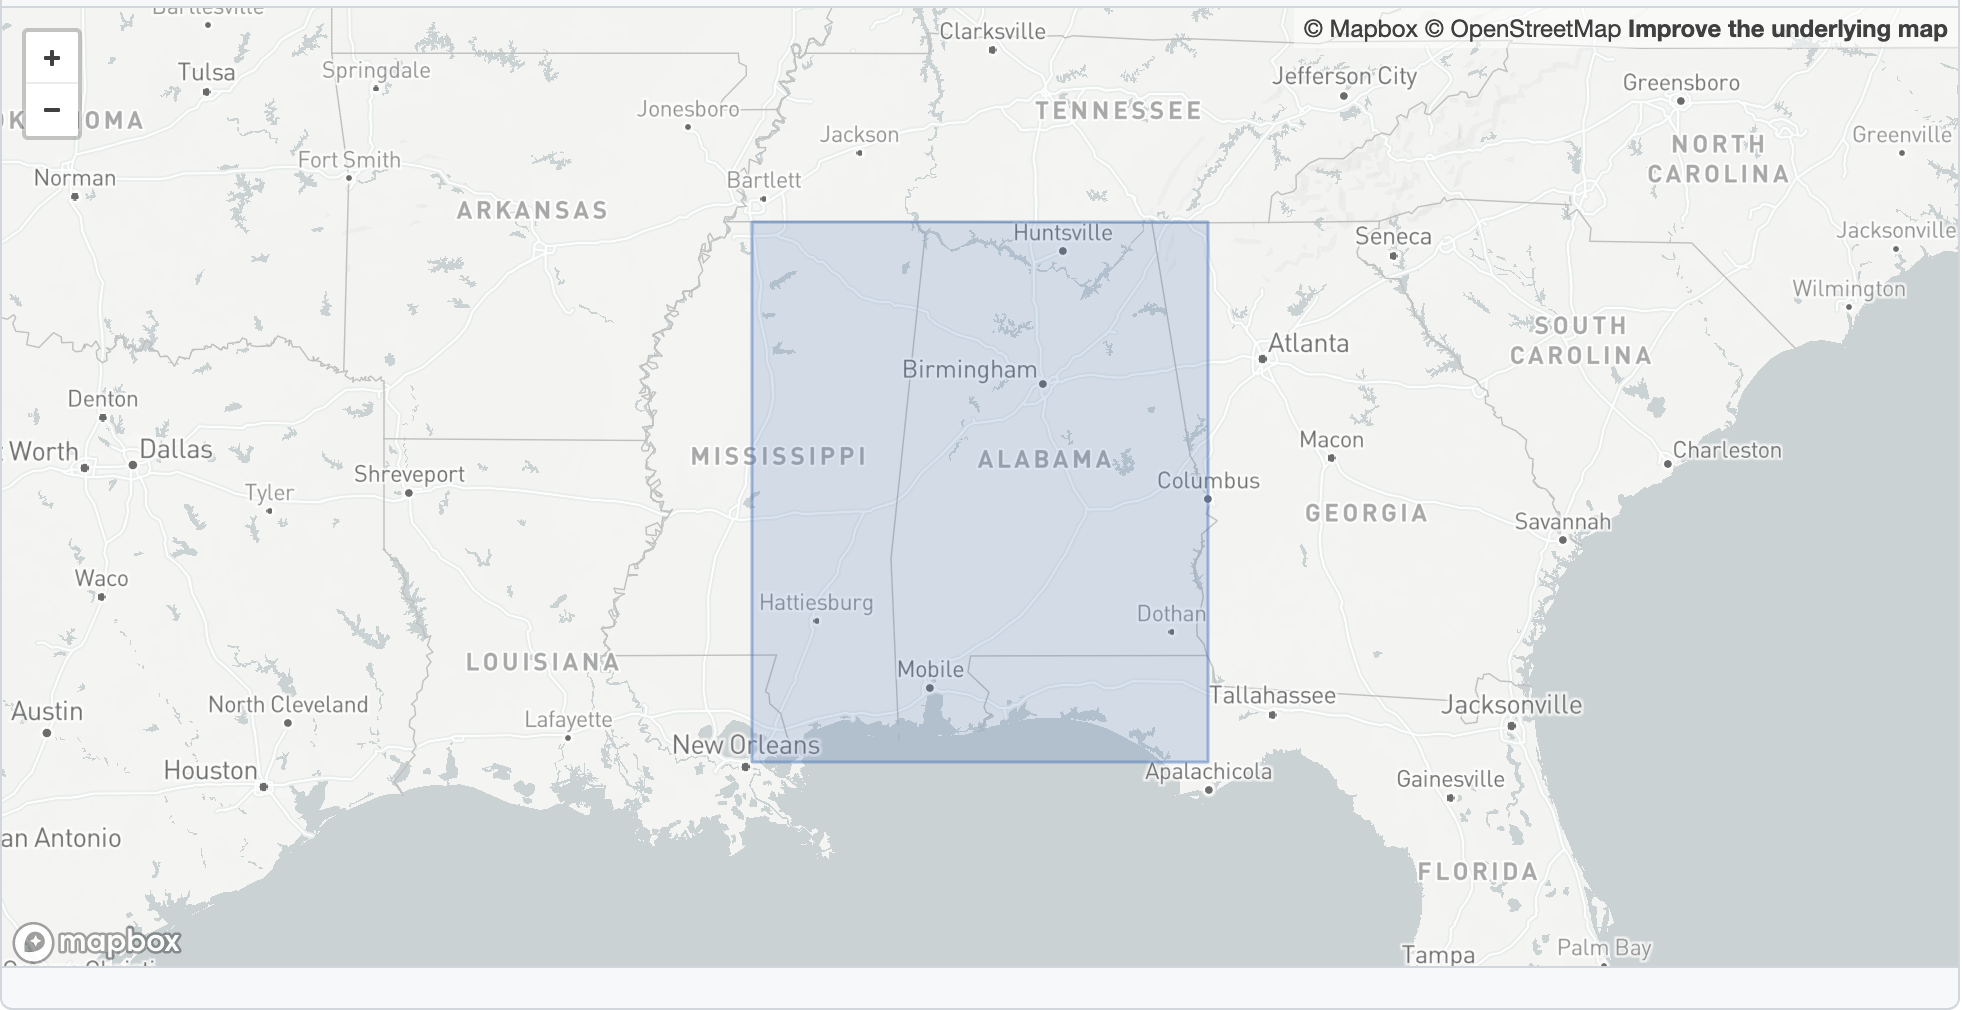 Bartlesville
Clarksville
© Mapbox © OpenStreetMap Improve the underlying map
+
−
Tulsa
Springdale
Jefferson City
Greensboro
Jonesboro
TENNESSEE
OMA
Jackson
Greenville
NORTH
CAROLINA
Fort Smith
Norman
Bartlett
ARKANSAS
Huntsville
Seneca
Jacksonville
Wilmington
SOUTH
CAROLINA
Atlanta
Birmingham
Denton
Macon
Worth
Dallas
MISSISSIPPI
ALABAMA
Charleston
Shreveport
Columbus
Tyler
GEORGIA
Savannah
Waco
Hattiesburg
Dothan
LOUISIANA
Mobile
Tallahassee
North Cleveland
Jacksonville
Austin
Lafayette
New Orleans
Houston
Apalachicola
Gainesville
an Antonio
FLORIDA
mapbox
Tampa
Palm Bay